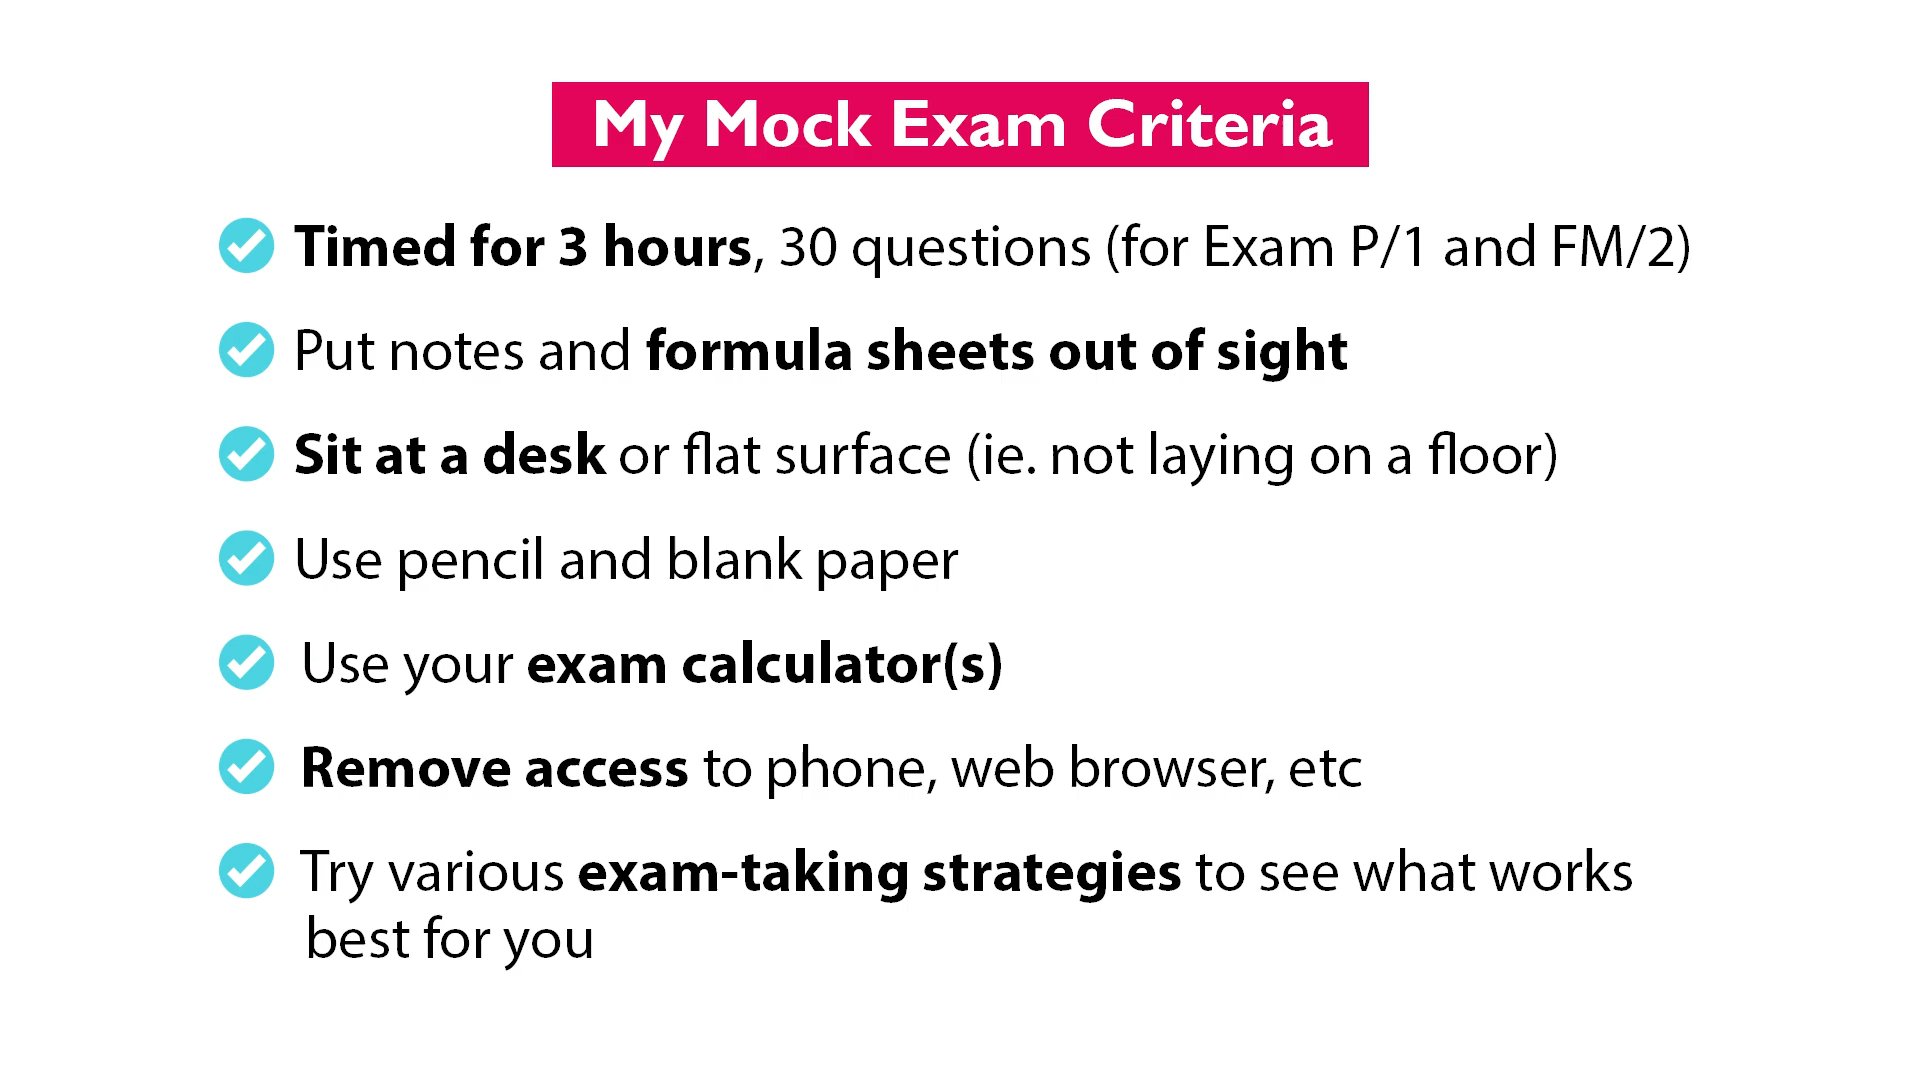 My Mock Exam Criteria
Timed for 3 hours, 30 questions (for Exam P/1 and FM/2)
Put notes and formula sheets out of sight
Sit at a desk or flat surface (ie. not laying on a floor)
Use pencil and blank paper
Use your exam calculator(s)
Remove access to phone, web browser, etc
Try various exam-taking strategies to see what works
best for you